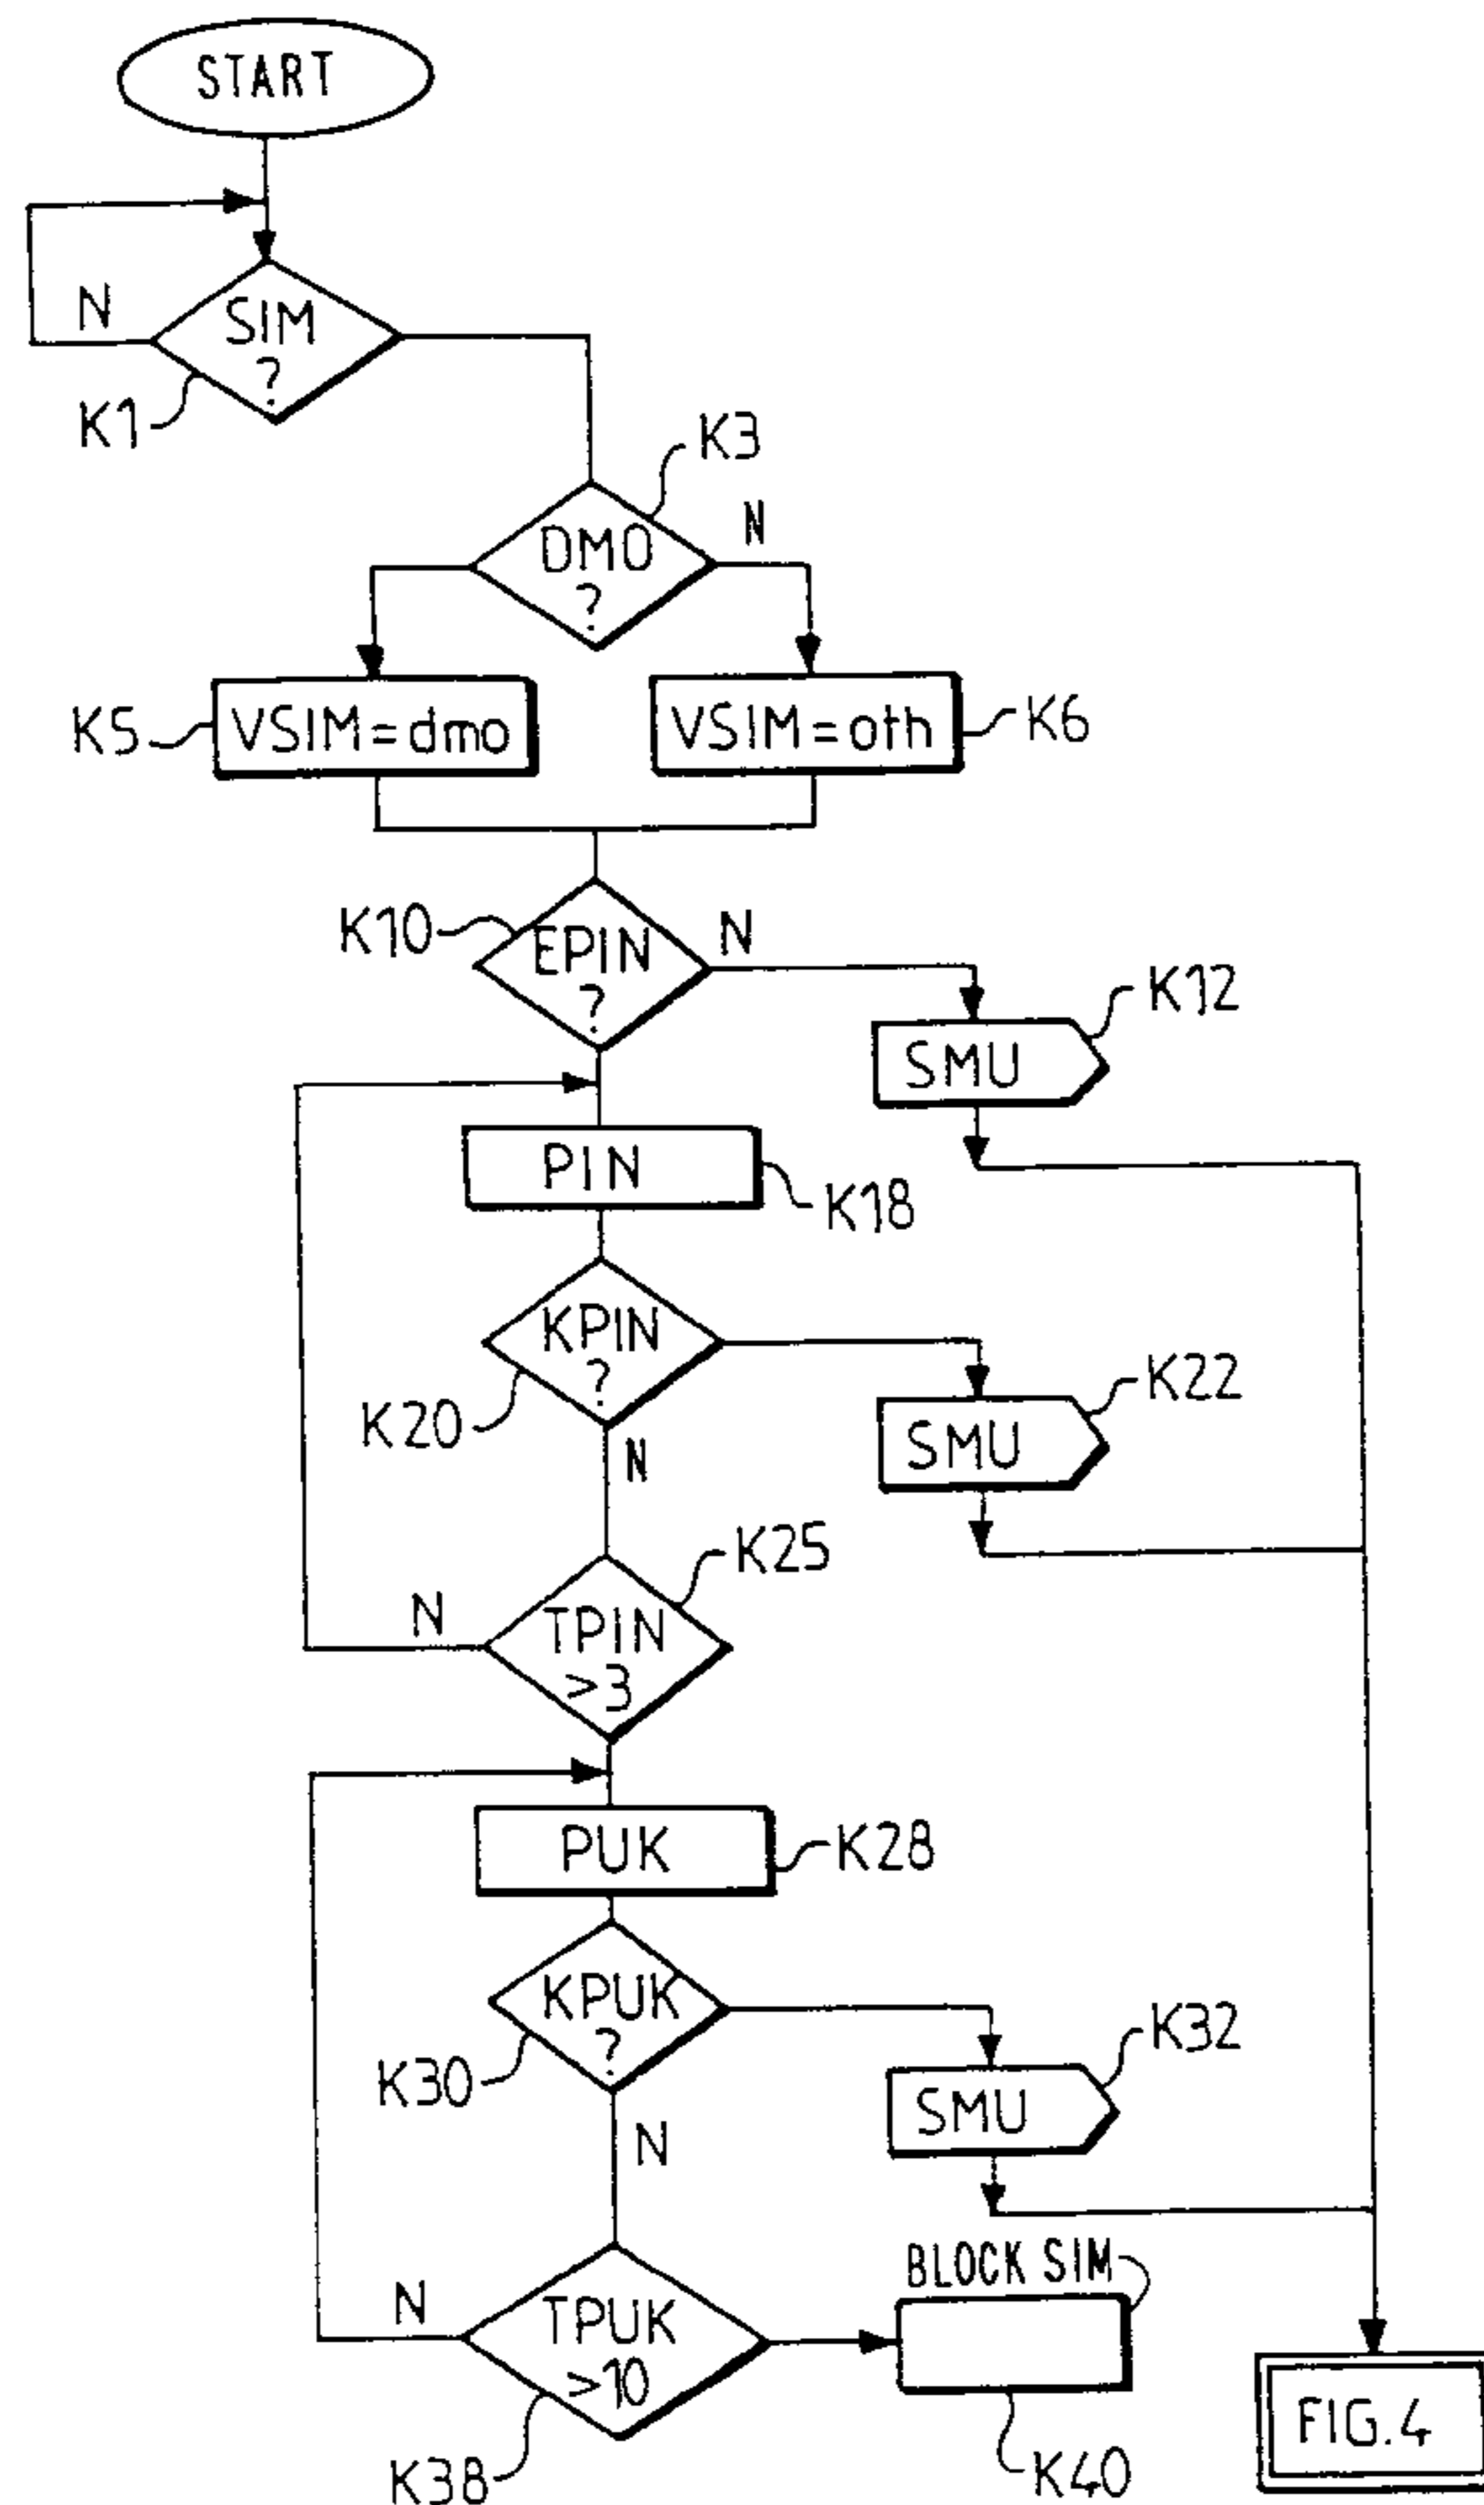 START
N
SIM
?
K1
K3
DMO
?
N
K5
VSIM=dmo
VSIM=oth
K6
K10
EPIN
?
N
K12
SMU
PIN
K18
KPIN
?
K20
N
K22
SMU
K25
N
TPIN
>3
PUK
K28
KPUK
?
K30
N
K32
SMU
BLOCK SIM
N
TPUK
>10
K38
K40
FIG.4